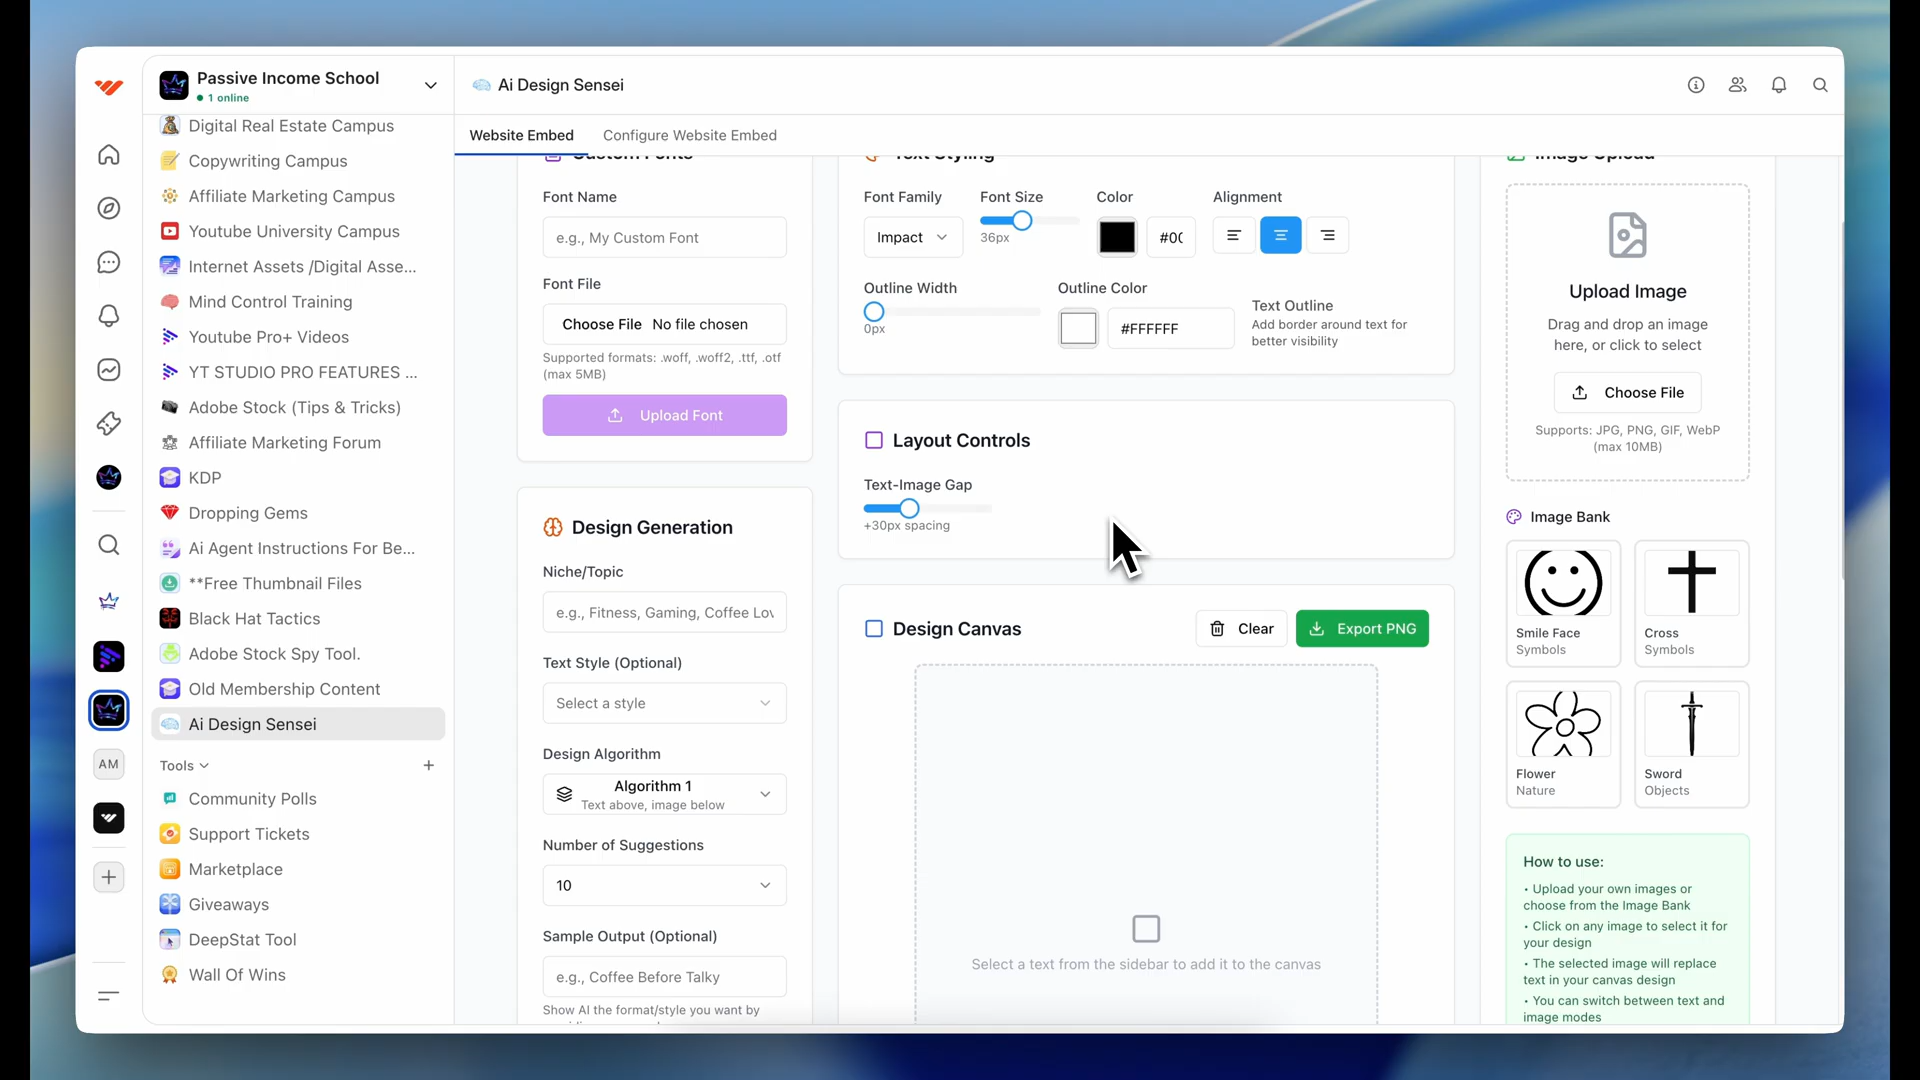 Passive Income School
1 online
Digital Real Estate Campus
Copywriting Campus
Affiliate Marketing Campus
Youtube University Campus
Internet Assets /Digital Asse...
Mind Control Training
Youtube Pro+ Videos
YT STUDIO PRO FEATURES ...
Adobe Stock (Tips & Tricks)
Affiliate Marketing Forum
KDP
Dropping Gems
Ai Agent Instructions For Be...
**Free Thumbnail Files
Black Hat Tactics
Adobe Stock Spy Tool.
Old Membership Content
Ai Design Sensei
AM
Tools
Community Polls
Support Tickets
Marketplace
Giveaways
DeepStat Tool
Wall Of Wins
Ai Design Sensei
Website Embed
Configure Website Embed
Custom Fonts
Font Name
e.g., My Custom Font
Font File
Choose File No file chosen
Supported formats: .woff, .woff2, .ttf, .otf
(max 5MB)
Upload Font
Design Generation
Niche/Topic
e.g., Fitness, Gaming, Coffee Lov
Text Style (Optional)
Select a style
Design Algorithm
Algorithm 1
Text above, image below
Number of Suggestions
10
Sample Output (Optional)
e.g., Coffee Before Talky
Show AI the format/style you want by
Text Styling
Font Family
Impact
Font Size
36px
Color
#0(
Alignment
Outline Width
0px
Outline Color
#FFFFFF
Text Outline
Add border around text for
better visibility
Layout Controls
Text-Image Gap
+30px spacing
Design Canvas
Clear
Export PNG
Select a text from the sidebar to add it to the canvas
Image Upload
Upload Image
Drag and drop an image
here, or click to select
Choose File
Supports: JPG, PNG, GIF, WebP
(max 10MB)
Image Bank
Smile Face
Symbols
Cross
Symbols
Flower
Nature
Sword
Objects
How to use:
• Upload your own images or
choose from the Image Bank
• Click on any image to select it for
your design
• The selected image will replace
text in your canvas design
• You can switch between text and
image modes